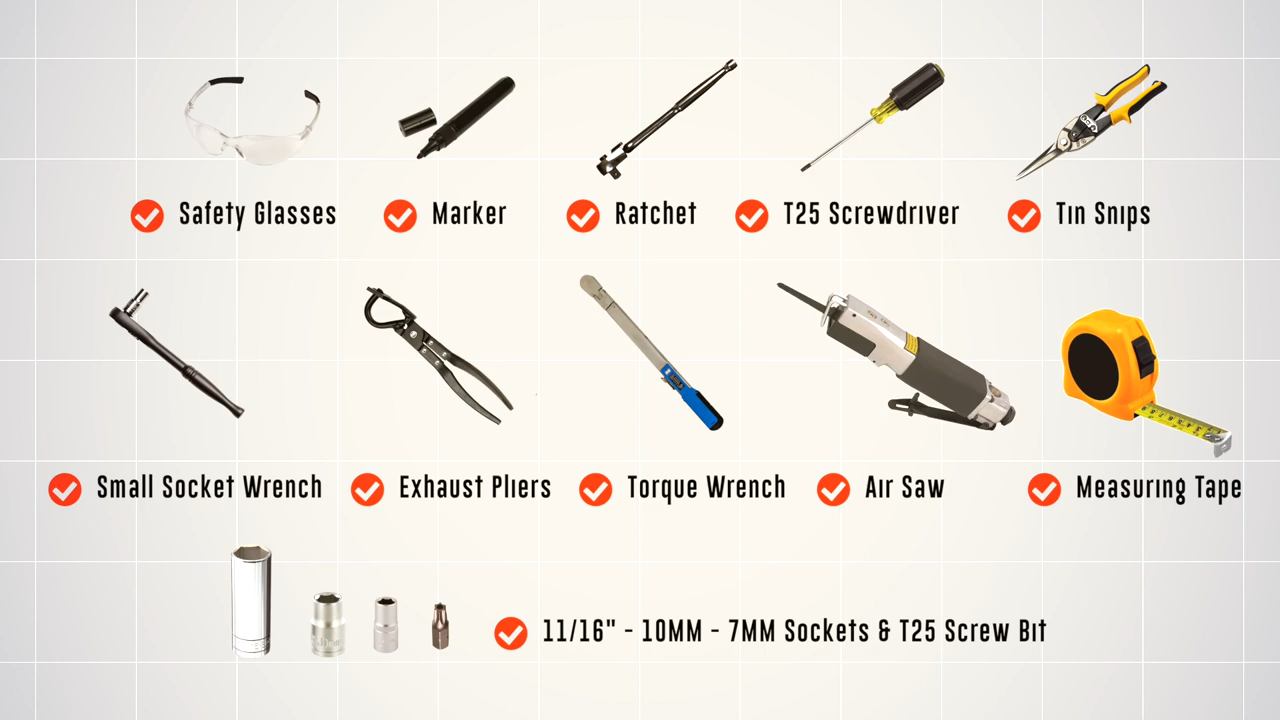 Safety Glasses
Marker
Ratchet
T25 Screwdriver
Tin Snips
Small Socket Wrench
Exhaust Pliers
Torque Wrench
Air Saw
Measuring Tape
11/16" - 10MM - 7MM Sockets & T25 Screw Bit